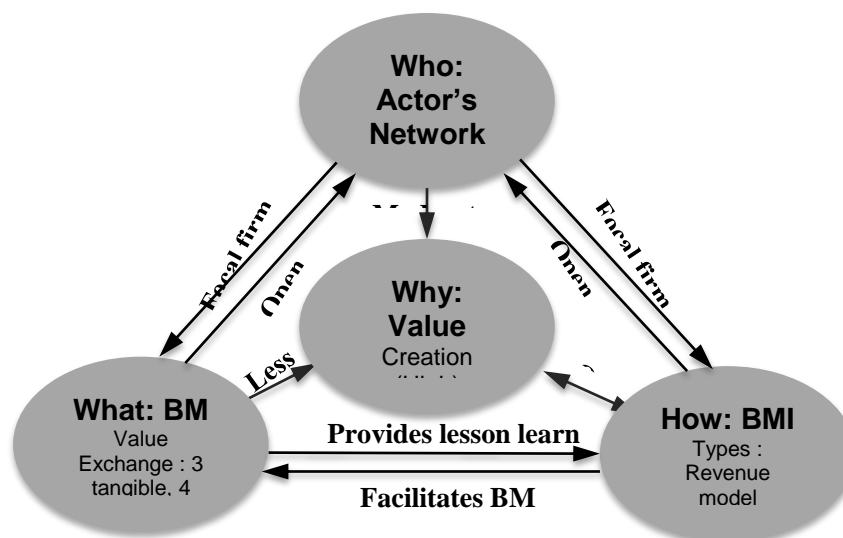 Who:
Actor's
Network
Focal firm
Open
Focal firm
Open
Why:
Value
Creation
Less
What: BM
Value
Exchange : 3
tangible, 4
How: BMI
Types :
Revenue
model
Provides lesson learn
Facilitates BM